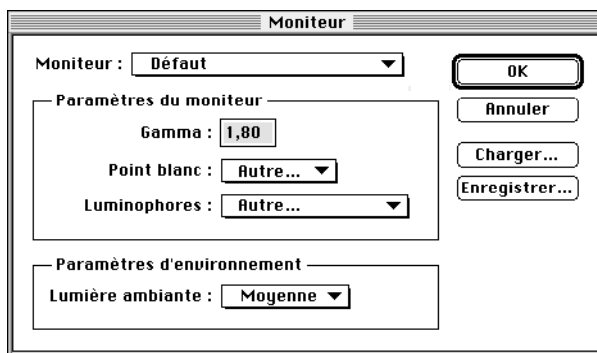 Moniteur
Moniteur : Défaut
OK
Paramètres du moniteur
Annuler
Gamma : 1,80
Charger...
Point blanc : Autre...
Enregistrer...
Luminophores : Autre...
Paramètres d'environnement
Lumière ambiante : Moyenne